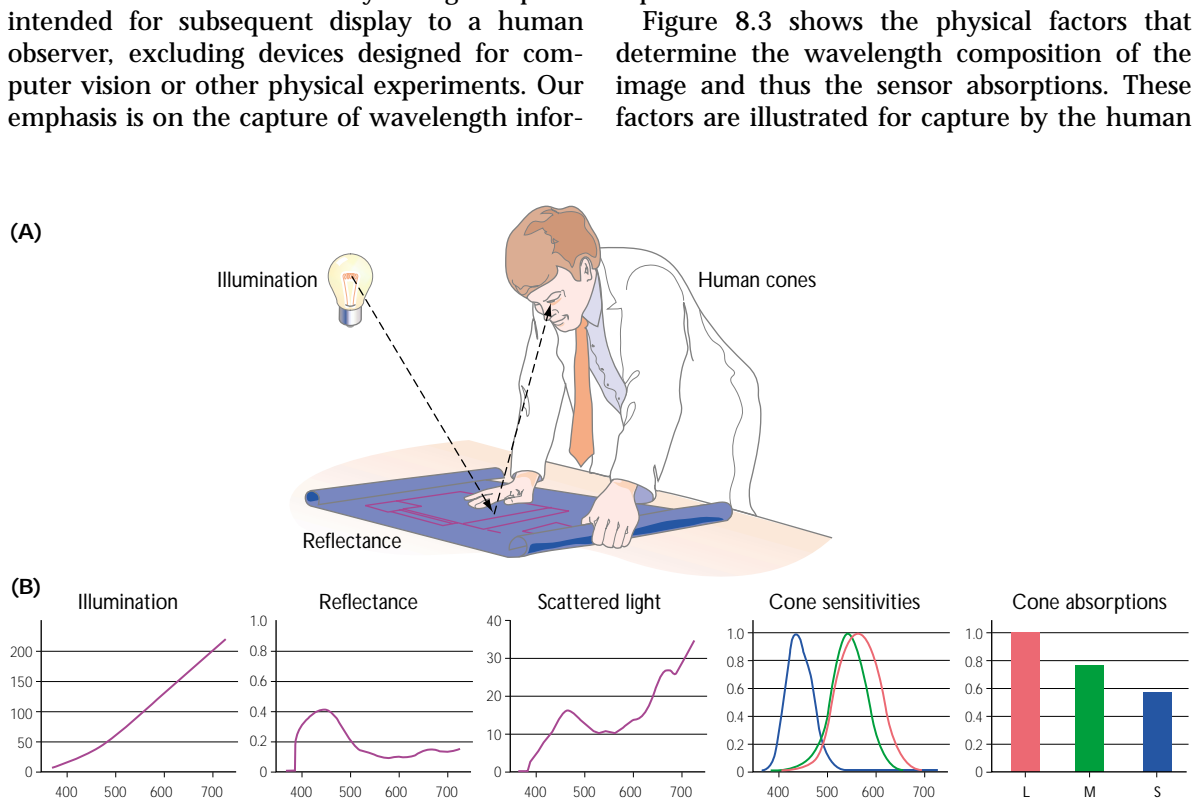 intended for subsequent display to a human
observer, excluding devices designed for com-
puter vision or other physical experiments. Our
emphasis is on the capture of wavelength infor-
Figure 8.3 shows the physical factors that
determine the wavelength composition of the
image and thus the sensor absorptions. These
factors are illustrated for capture by the human
(A)
Illumination
Human cones
Reflectance
(B)
Illumination
200
150
100
50
0
400 500 600 700
Reflectance
1.0
0.8
0.6
0.4
0.2
0
400 500 600 700
Scattered light
40
30
20
10
0
400 500 600 700
Cone sensitivities
1.0
0.8
0.6
0.4
0.2
0
500 600 700
Cone absorptions
1.0
0.8
0.6
0.4
0.2
0
L M S